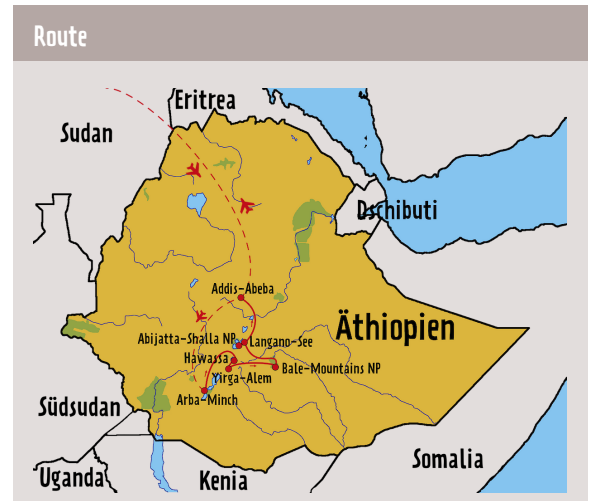 Route
Eritrea
Sudan
Dschibuti
Addis-Abeba
Äthiopien
Abijatta-Shalla NP
Langano-See
Hawassa
Bale-Mountains NP
Yirga-Alem
Arba-Minch
Südsudan
Somalia
Uganda
Kenia